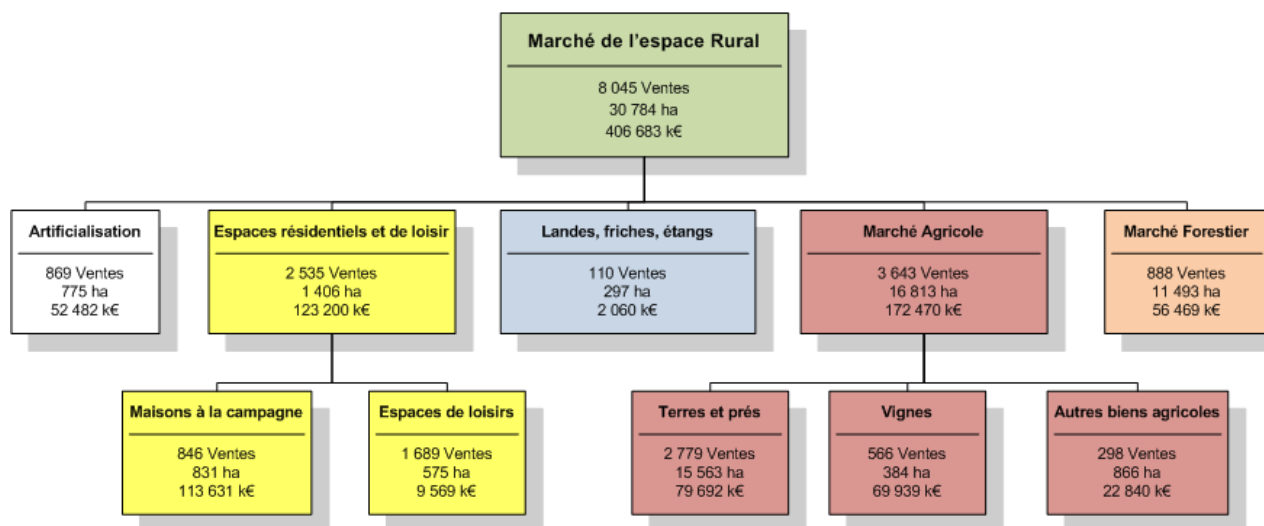 Marché de l'espace Rural
8 045 Ventes
30 784 ha
406 683 k€
Artificialisation
869 Ventes
775 ha
52 482 k€
Espaces résidentiels et de loisir
2 535 Ventes
1 406 ha
123 200 k€
Landes, friches, étangs
110 Ventes
297 ha
2 060 k€
Marché Agricole
3 643 Ventes
16 813 ha
172 470 k€
Marché Forestier
888 Ventes
11 493 ha
56 469 k€
Maisons à la campagne
846 Ventes
831 ha
113 631 k€
Espaces de loisirs
1 689 Ventes
575 ha
9 569 k€
Terres et prés
2 779 Ventes
15 563 ha
79 692 k€
Vignes
566 Ventes
384 ha
69 939 k€
Autres biens agricoles
298 Ventes
866 ha
22 840 k€